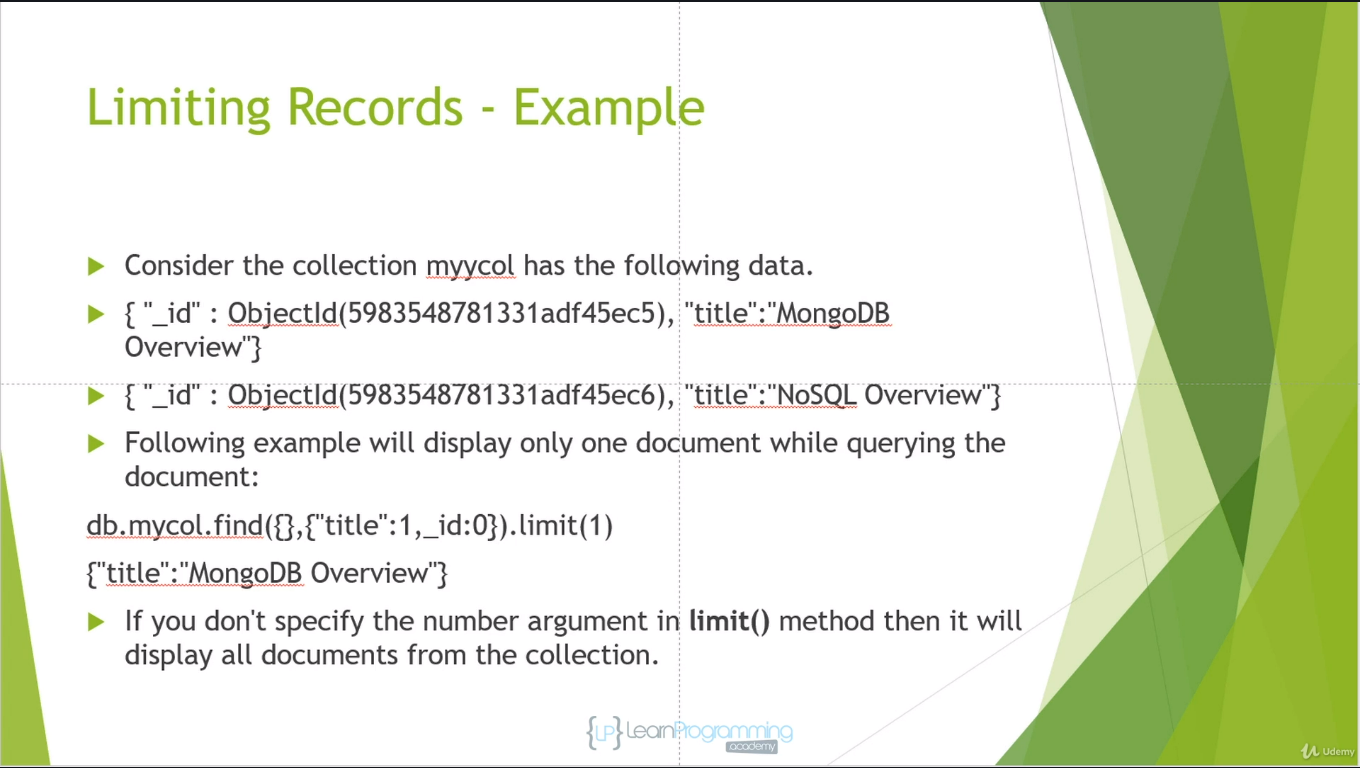 Limiting Records - Example
Consider the collection myycol has the following data.
{ "_id" : ObjectId(5983548781331adf45ec5), "title":"MongoDB
Overview"}
{ "_id" : ObjectId(5983548781331adf45ec6), "title":"NoSQL Overview"}
Following example will display only one document while querying the
document:
db.mycol.find({},{"title":1,_id:0}).limit(1)
{"title":"MongoDB Overview"}
If you don't specify the number argument in limit() method then it will
display all documents from the collection.
{LP} LearnProgramming
academy
Udemy